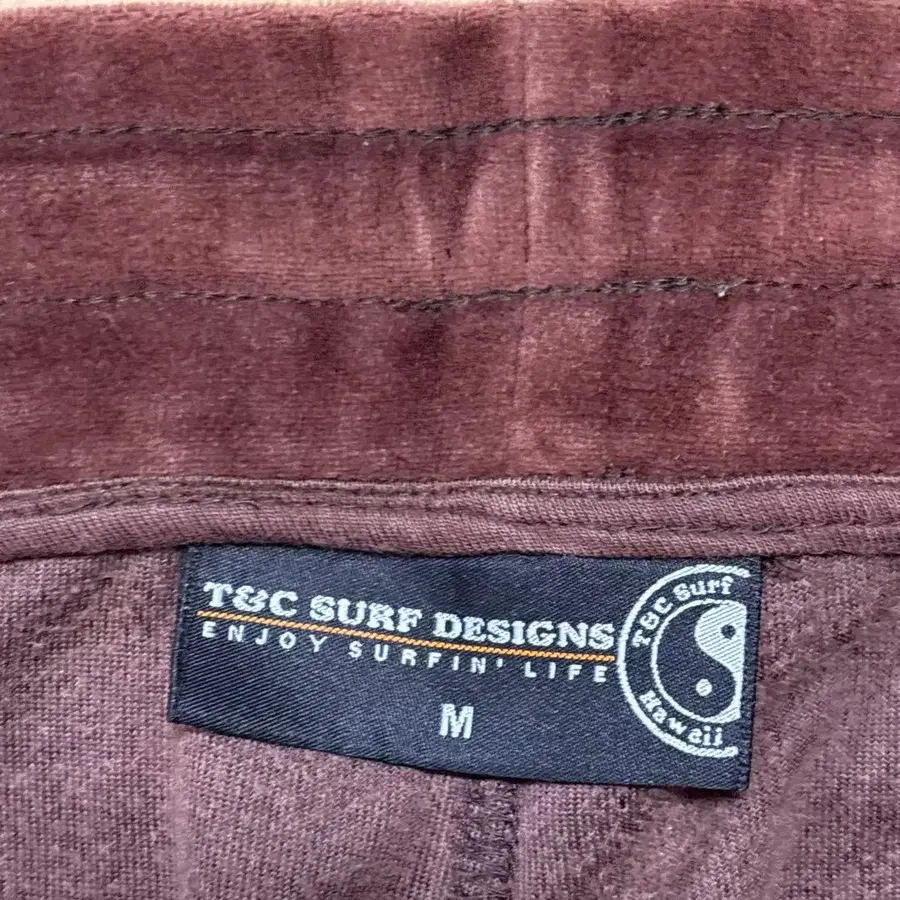 T&C SURF DESIGNS
ENJOY SURFIN' LIFE
M
T&C Surf
Hawaii